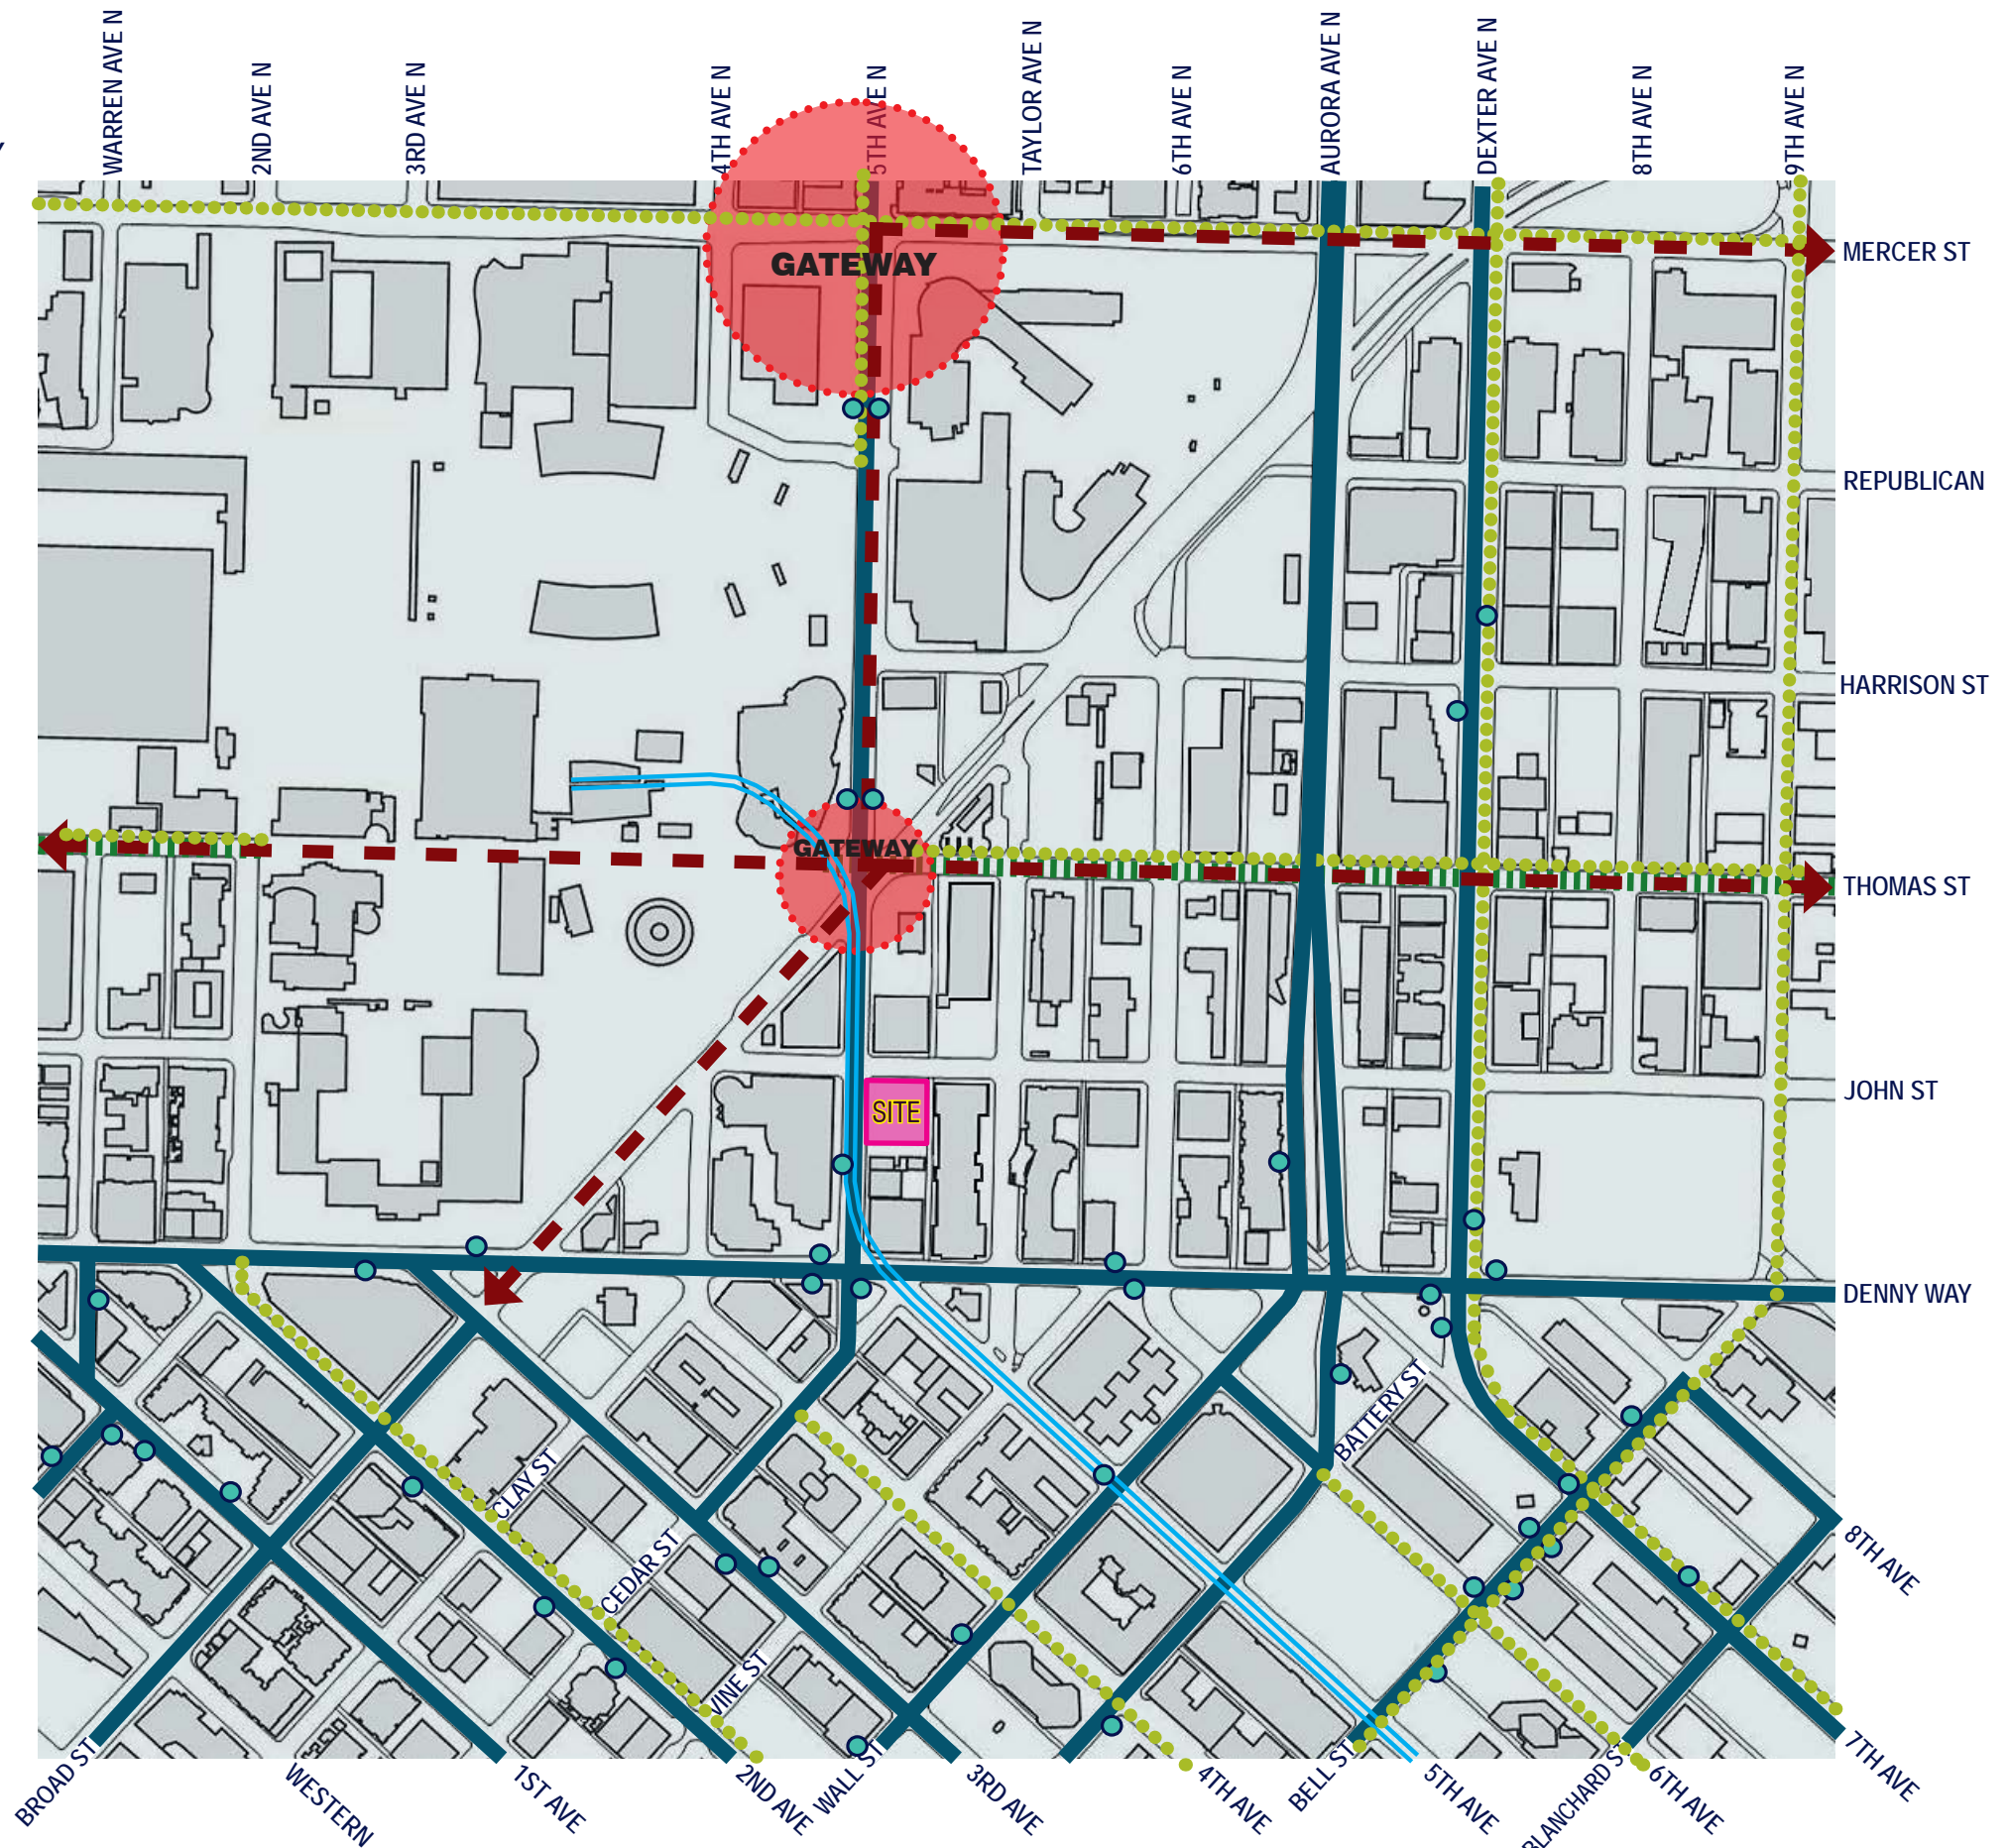 WARREN AVE N
2ND AVE N
3RD AVE N
4TH AVE N
5TH AVE N
TAYLOR AVE N
6TH AVE N
AURORA AVE N
DEXTER AVE N
8TH AVE N
9TH AVE N
GATEWAY
MERCER ST
REPUBLICAN
HARRISON ST
GATEWAY
THOMAS ST
SITE
JOHN ST
DENNY WAY
BATTERY ST
CLAY ST
CEDAR ST
VINE ST
8TH AVE
BROAD ST
WESTERN
1ST AVE
2ND AVE
WALL ST
3RD AVE
4TH AVE
BELL ST
5TH AVE
BLANCHARD ST
6TH AVE
7TH AVE